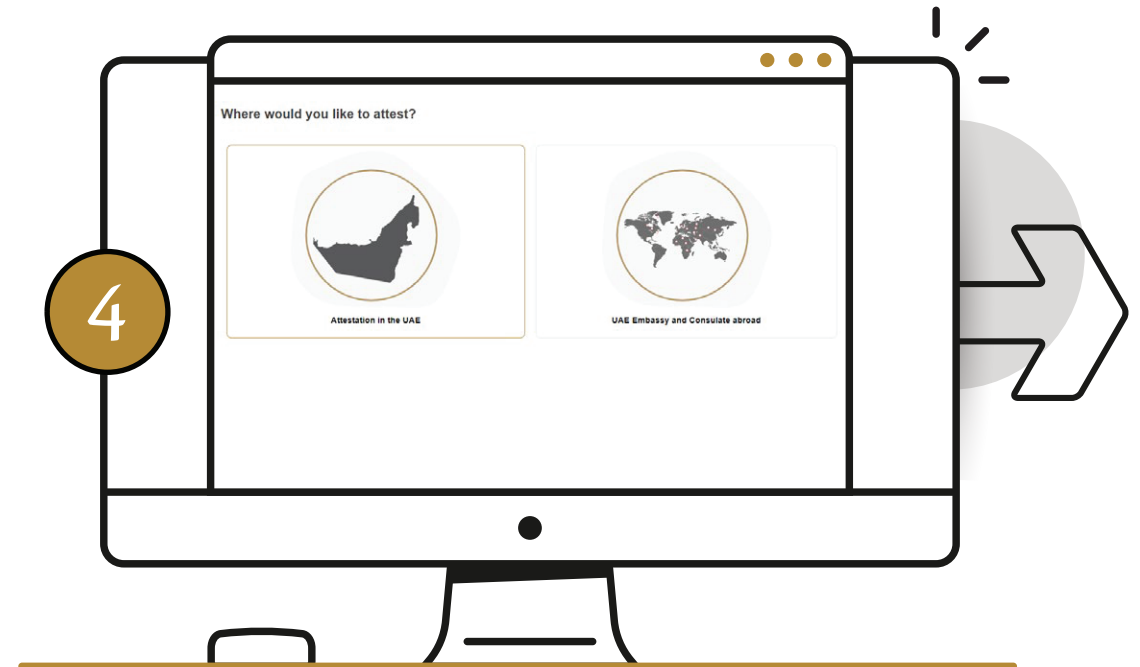 Where would you like to attest?
Attestation in the UAE
UAE Embassy and Consulate abroad
4